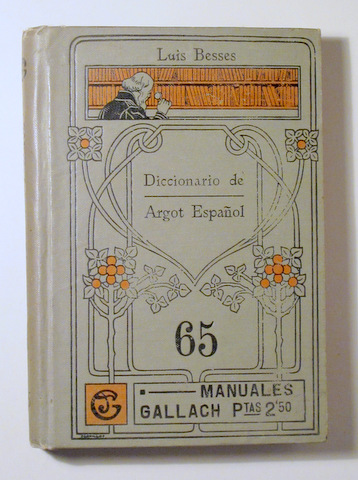 Luis Besses
Diccionario de
Argot Español
65
MANUALES
GALLACH PTAS 2'50